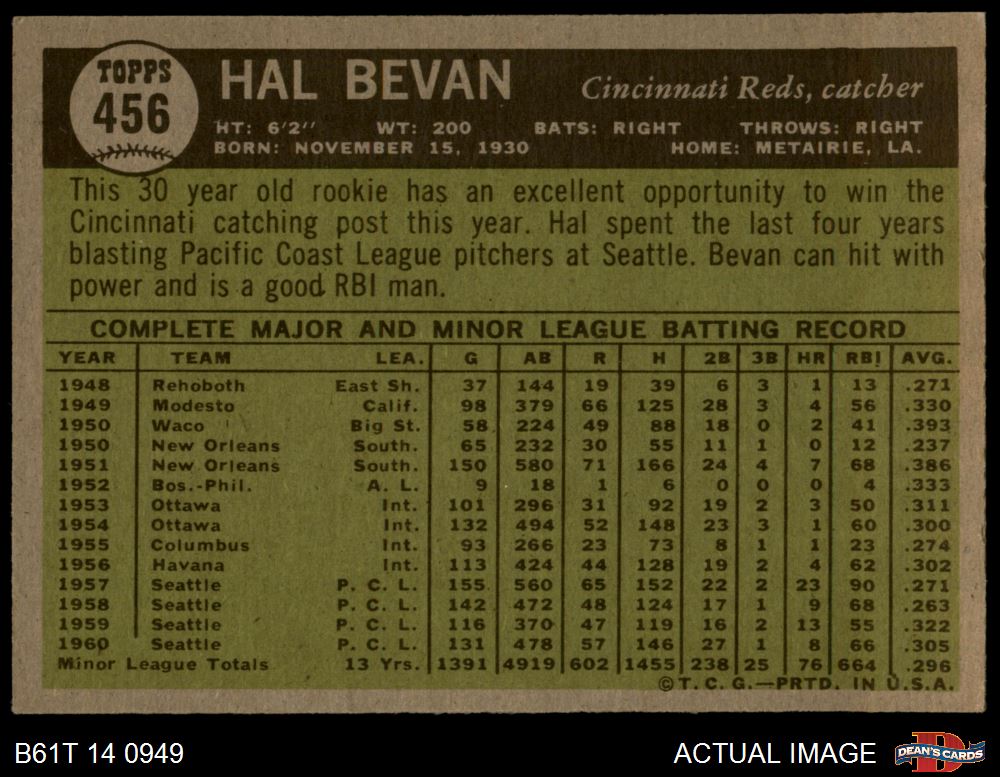 TOPPS
456
HAL BEVAN
Cincinnati Reds, catcher
HT: 6'2" WT: 200 BATS: RIGHT THROWS: RIGHT
BORN: NOVEMBER 15, 1930 HOME: METAIRIE, LA.
This 30 year old rookie has an excellent opportunity to win the
Cincinnati catching post this year. Hal spent the last four years
blasting Pacific Coast League pitchers at Seattle. Bevan can hit with
power and is a good RBI man.
COMPLETE MAJOR AND MINOR LEAGUE BATTING RECORD
YEAR TEAM LEA. G AB R H 2B 3B HR RBI AVG.
1948 Rehoboth East Sh. 37 144 19 39 6 3 1 13 .271
1949 Modesto Calif. 98 379 66 125 28 3 4 56 .330
1950 Waco Big St. 58 224 49 88 18 0 2 41 .393
1950 New Orleans South. 65 232 30 55 11 1 0 12 .237
1951 New Orleans South. 150 580 71 166 24 4 7 68 .386
1952 Bos.-Phil. A. L. 9 18 1 6 0 0 0 4 .333
1953 Ottawa Int. 101 296 31 92 19 2 3 50 .311
1954 Ottawa Int. 132 494 52 148 23 3 1 60 .300
1955 Columbus Int. 93 266 23 73 8 1 1 23 .274
1956 Havana Int. 113 424 44 128 19 2 4 62 .302
1957 Seattle P. C. L. 155 560 65 152 22 2 23 90 .271
1958 Seattle P. C. L. 142 472 48 124 17 1 9 68 .263
1959 Seattle P. C. L. 116 370 47 119 16 2 13 55 .322
1960 Seattle P. C. L. 131 478 57 146 27 1 8 66 .305
Minor League Totals 13 Yrs. 1391 4919 602 1455 238 25 76 664 .296
©T. C. G.—PRTD. IN U.S.A.
B61T 14 0949
ACTUAL IMAGE
D
DEAN'S CARDS